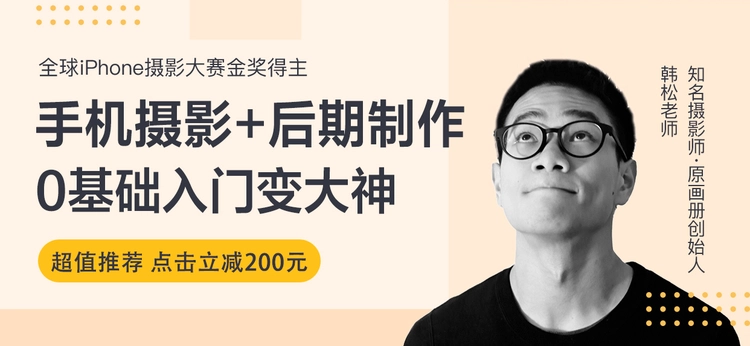 全球iPhone摄影大赛金奖得主
手机摄影+后期制作
0基础入门变大神
超值推荐 点击立减200元
知名摄影师·原画册创始人
韩松老师